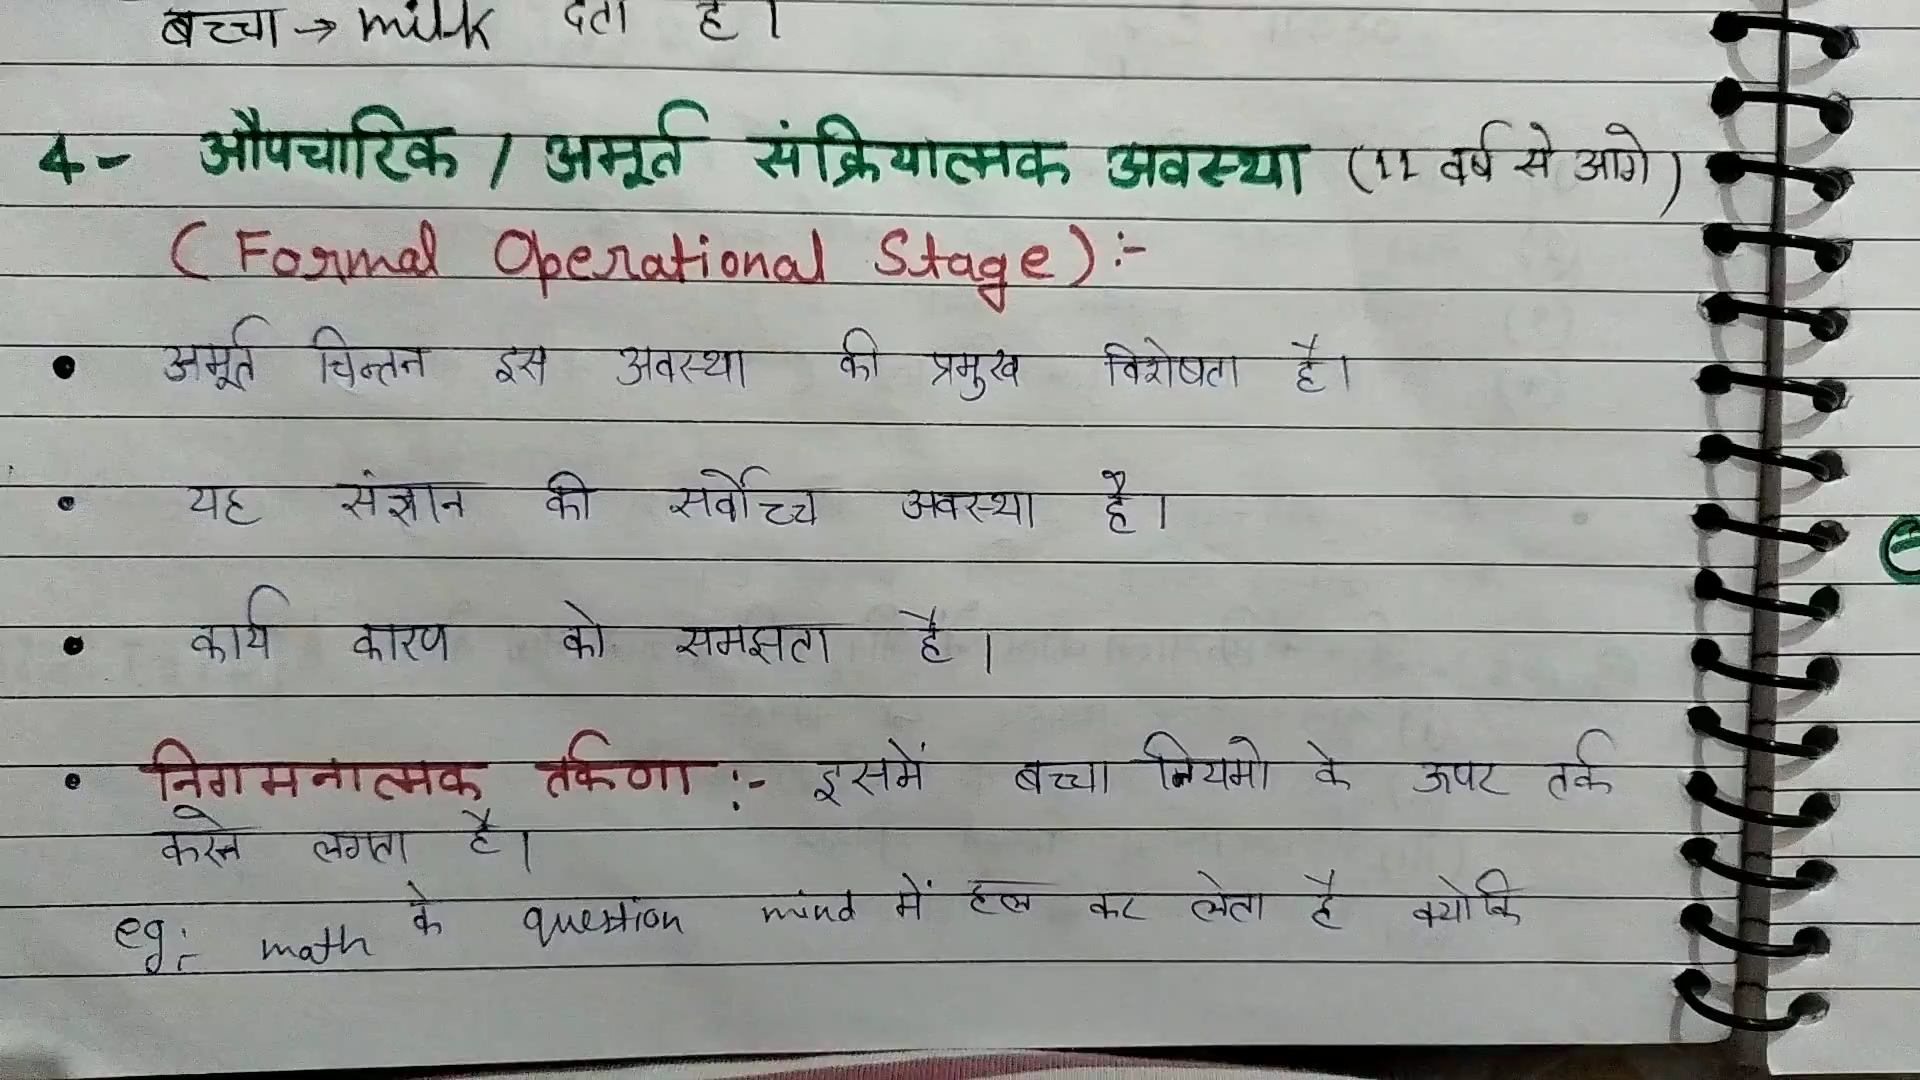 बच्चा → milk देता है।
4- औपचारिक / अमूर्त संक्रियात्मक अवस्था (11 वर्ष से आगे)
(Formal Operational Stage):-
• अमूर्त चिन्तन इस अवस्था की प्रमुख विशेषता है।
• यह संज्ञान की सर्वोच्च अवस्था है।
• कार्य कारण को समझता है।
• निगमनात्मक तर्कणा :- इसमें बच्चा नियमो के ऊपर तर्क
करने लगता है।
eg:- math के question mind में हल कर लेता है क्योकि